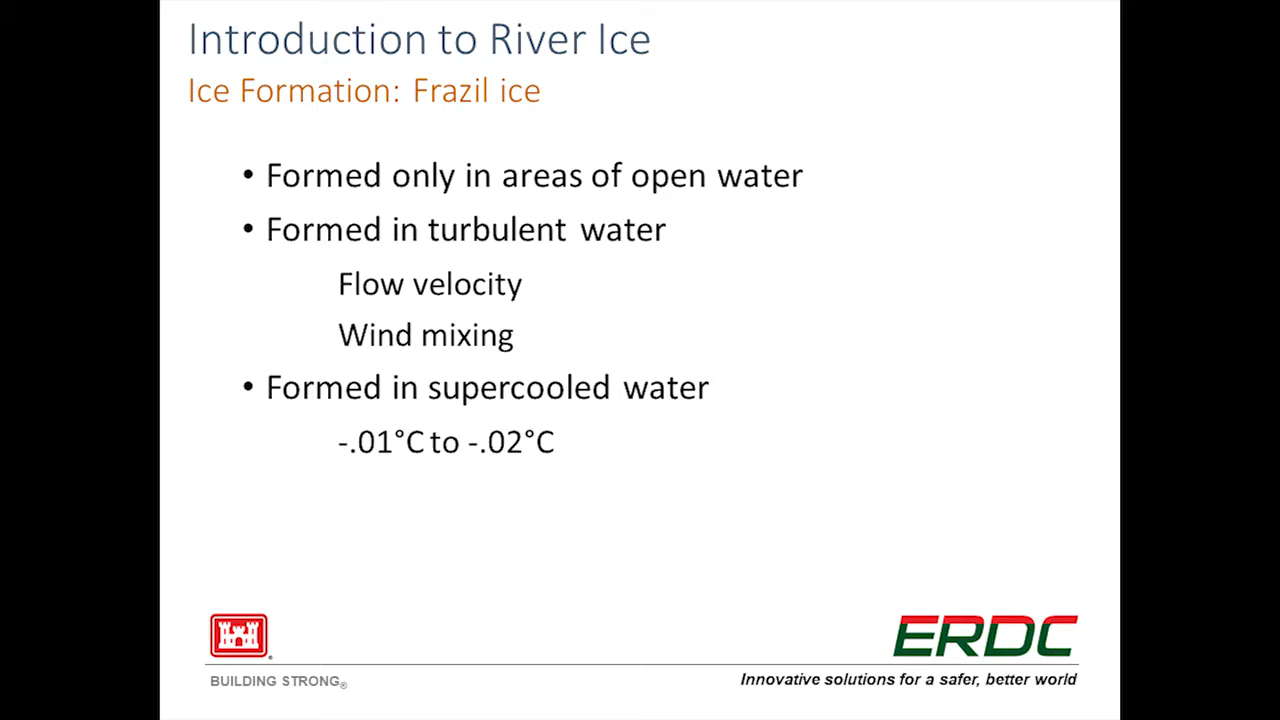 Introduction to River Ice
Ice Formation: Frazil ice
• Formed only in areas of open water
• Formed in turbulent water
Flow velocity
Wind mixing
• Formed in supercooled water
-.01°C to -.02°C
ERDC
BUILDING STRONG®
Innovative solutions for a safer, better world